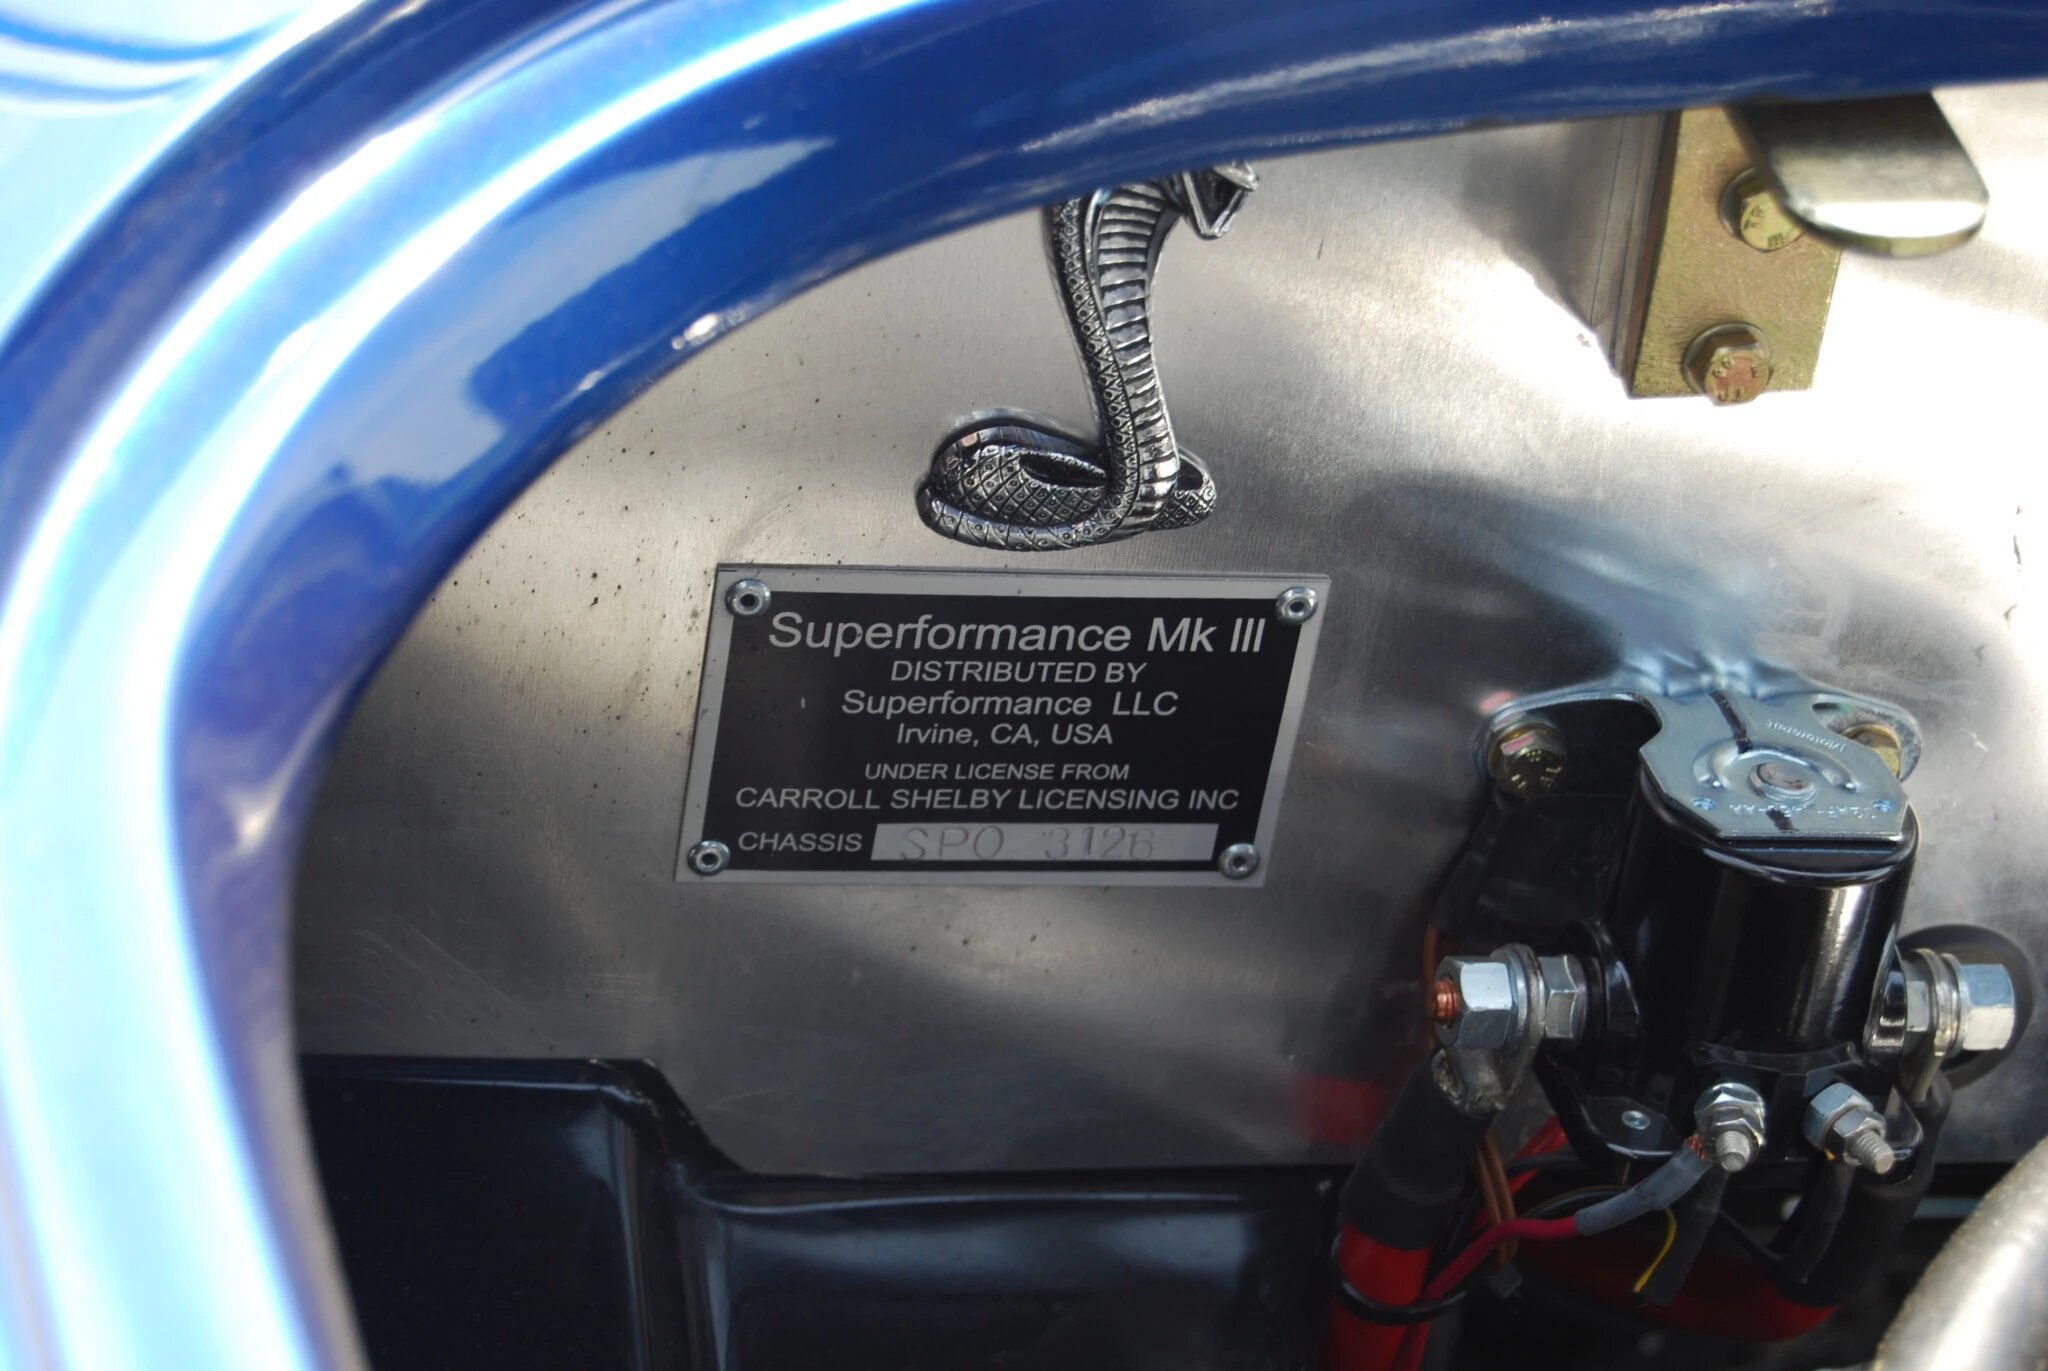 Superformance Mk III
DISTRIBUTED BY
Superformance LLC
Irvine, CA, USA
UNDER LICENSE FROM
CARROLL SHELBY LICENSING INC
CHASSIS SPO 3126